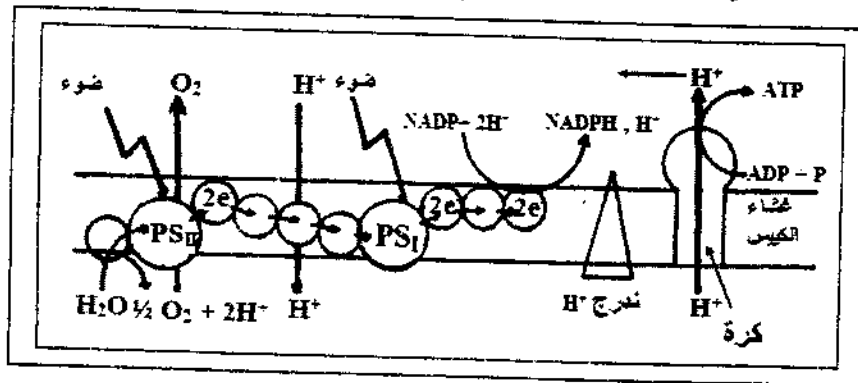 O₂ H⁺ ضوء H⁺
ضوء ATP
NADP– 2H⁺ NADPH , H⁺
ADP – P
2e 2e 2e غشاء
PSII PSI الكيس
H₂O ½ O₂ + 2H⁺ H⁺ تدرج H⁺ H⁺
كرة